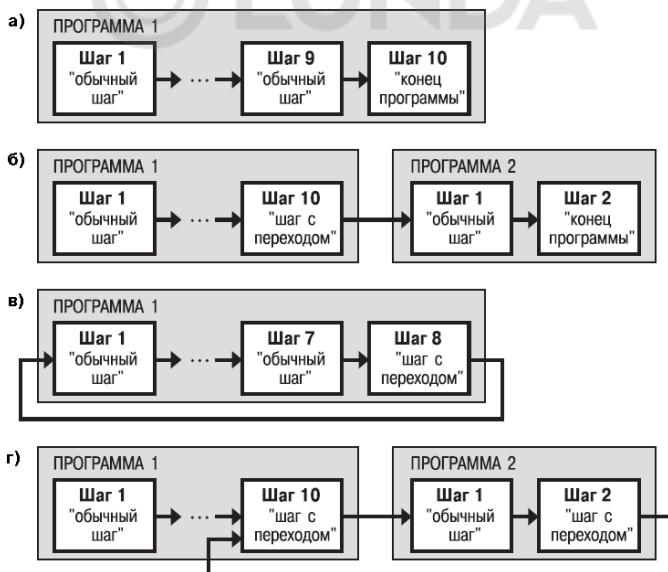 LUNDA
а)
ПРОГРАММА 1
Шаг 1
"обычный
шаг"
...
Шаг 9
"обычный
шаг"
Шаг 10
"конец
программы"
б)
ПРОГРАММА 1
Шаг 1
"обычный
шаг"
...
Шаг 10
"шаг с
переходом"
ПРОГРАММА 2
Шаг 1
"обычный
шаг"
Шаг 2
"конец
программы"
в)
ПРОГРАММА 1
Шаг 1
"обычный
шаг"
...
Шаг 7
"обычный
шаг"
Шаг 8
"шаг с
переходом"
г)
ПРОГРАММА 1
Шаг 1
"обычный
шаг"
...
Шаг 10
"шаг с
переходом"
ПРОГРАММА 2
Шаг 1
"обычный
шаг"
Шаг 2
"шаг с
переходом"